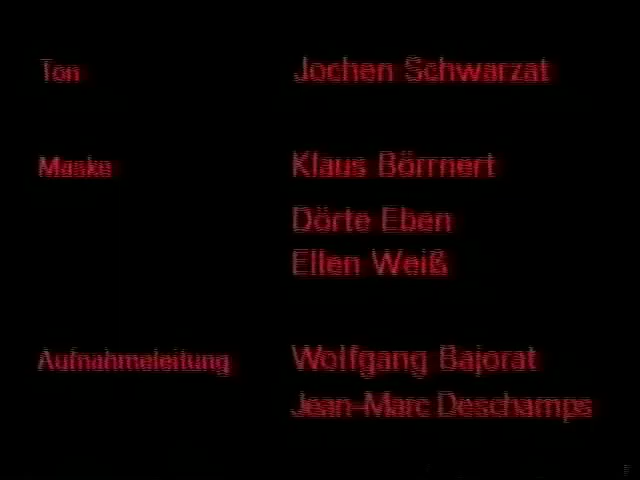 Ton Jochen Schwarzat
Maske Klaus Börrnert
Dörte Eben
Ellen Weiß
Aufnahmeleitung Wolfgang Bajorat
Jean-Marc Deschamps